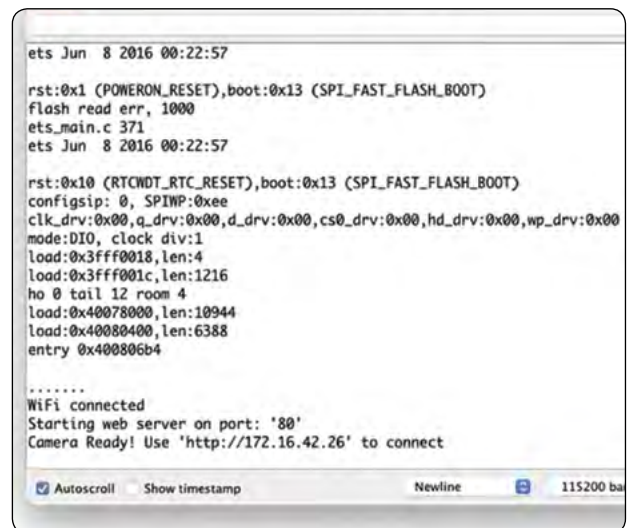 ets Jun  8 2016 00:22:57
rst:0x1 (POWERON_RESET),boot:0x13 (SPI_FAST_FLASH_BOOT)
flash read err, 1000
ets_main.c 371
ets Jun  8 2016 00:22:57
rst:0x10 (RTCWDT_RTC_RESET),boot:0x13 (SPI_FAST_FLASH_BOOT)
configsip: 0, SPIWP:0xee
clk_drv:0x00,q_drv:0x00,d_drv:0x00,cs0_drv:0x00,hd_drv:0x00,wp_drv:0x00
mode:DIO, clock div:1
load:0x3fff0018,len:4
load:0x3fff001c,len:1216
ho 0 tail 12 room 4
load:0x40078000,len:10944
load:0x40080400,len:6388
entry 0x400806b4
.......
WiFi connected
Starting web server on port: '80'
Camera Ready! Use 'http://172.16.42.26' to connect
Autoscroll Show timestamp Newline 115200